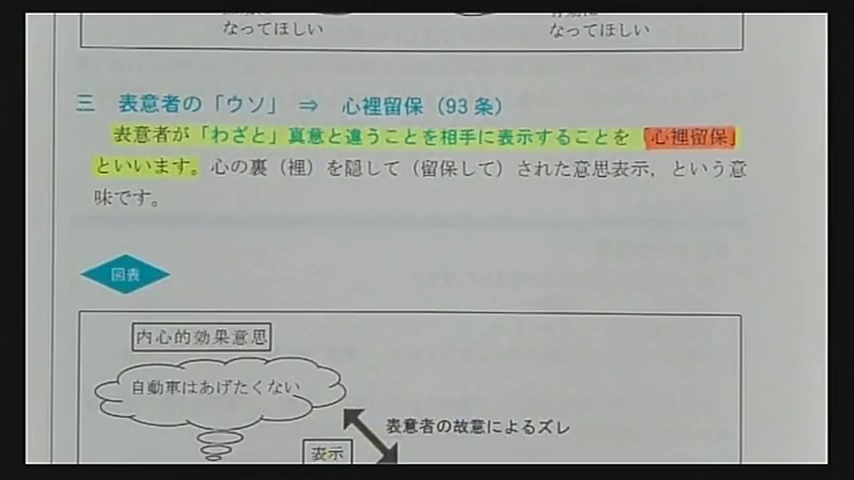 なってほしい
なってほしい
三 表意者の「ウソ」 ⇒ 心裡留保（93条）
表意者が「わざと」真意と違うことを相手に表示することを「心裡留保」
といいます。心の裏（裡）を隠して（留保して）された意思表示，という意
味です。
図表
内心的効果意思
自動車はあげたくない
表意者の故意によるズレ
表示